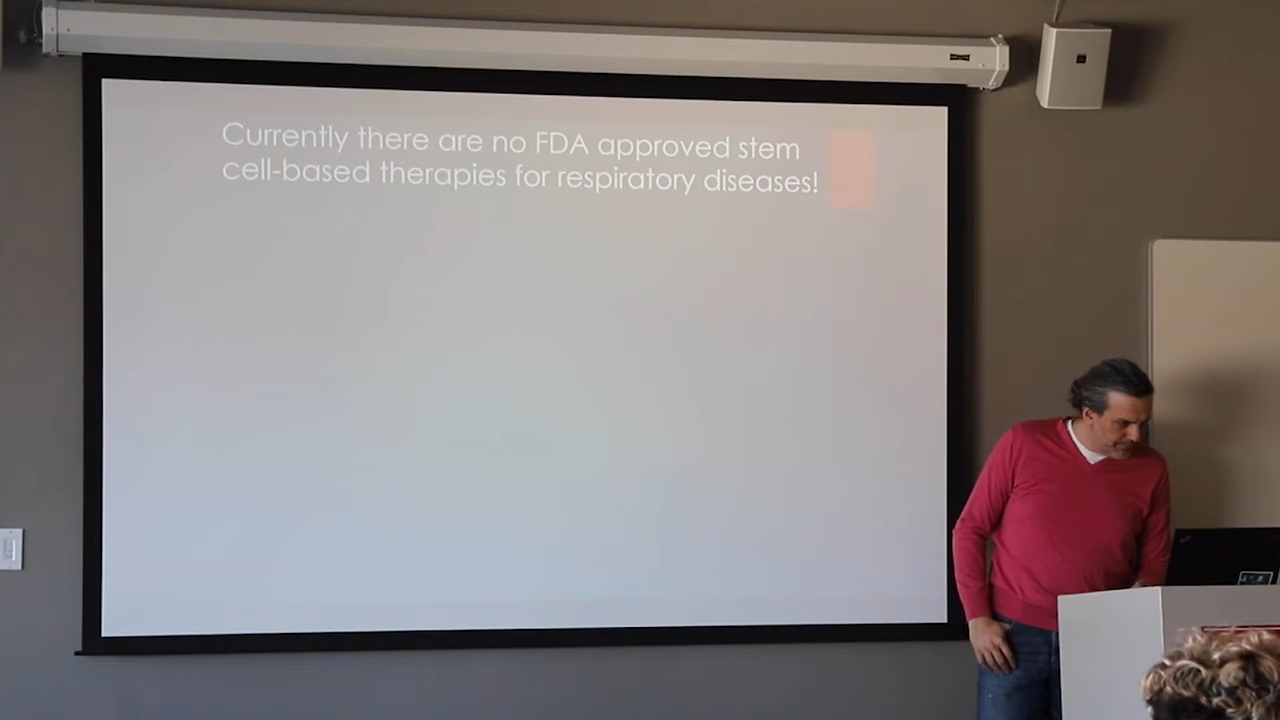 Currently there are no FDA approved stem
cell-based therapies for respiratory diseases!